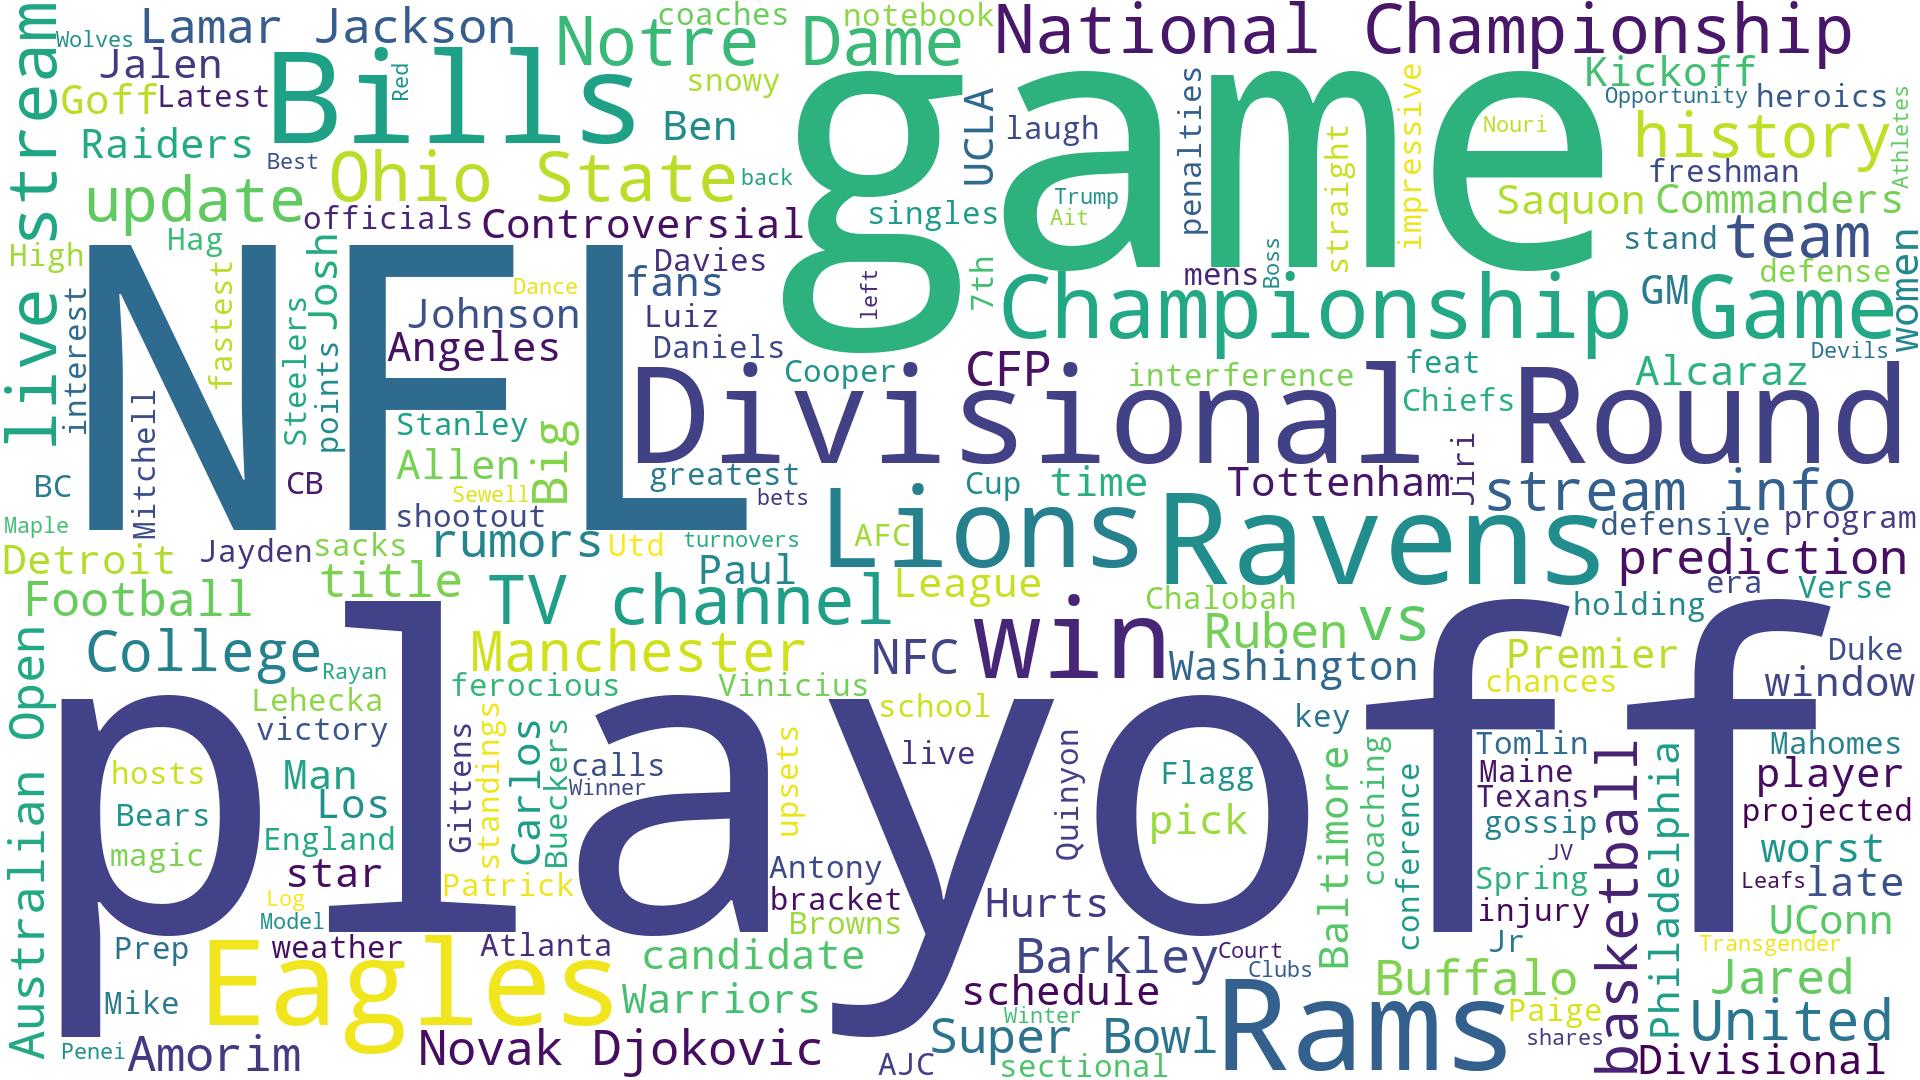 Wolves
Lamar Jackson
coaches
notebook
Notre Dame
National Championship
live stream
Jalen
Goff
Latest
Bills
Red
snowy
game
Kickoff
Opportunity
heroics
Raiders
Best
Ben
UCLA
laugh
penalties
straight
impressive
Nouri
history
Athletes
Ohio State
back
update
officials
Controversial
singles
Trump
Ait
freshman
Saquon
Commanders
High
Hag
fastest
Josh
Davies
fans
left
7th
mens
Boss
stand
team
defense
Women
NFL
Dance
Johnson
Luiz
Championship Game
GM
interest
Steelers
points
Angeles
Daniels
Devils
Cooper
CFP
interference
feat
Alcaraz
Chiefs
Divisional Round
Mitchell
Stanley
Big
Allen
BC
CB
Sewell
greatest
bets
Cup
time
Tottenham
Jiri
stream info
Maple
shootout
Lions
Ravens
defensive
program
Detroit
Jayden
sacks
rumors
Utd
turnovers
AFC
prediction
Football
title
TV channel
Paul
League
Chalobah
vs
holding
era
Verse
College
Rayan
Manchester
NFC
win
Ruben
Washington
Premier
chances
Duke
window
Australian Open
Lehecka
ferocious
Vinicius
school
playoff
victory
Gittens
standings
Carlos
Bueckers
calls
Winner
upsets
live
Quinyon
key
Flagg
pick
Baltimore
coaching
conference
Tomlin
Maine
Texans
gossip
JV
basketball
Philadelphia
Mahomes
player
projected
hosts
Bears
magic
Man
Los
England
star
Patrick
Antony
bracket
Browns
Hurts
Spring
injury
worst
Leafs
late
Log
Model
weather
Prep
Atlanta
candidate
Barkley
Court
Clubs
Jr
UConn
Transgender
Mike
Eagles
Warriors
schedule
Winter
Buffalo
Paige
shares
Jared
United
Penei
Amorim
Novak Djokovic
AJC
Super Bowl
sectional
Rams
Divisional